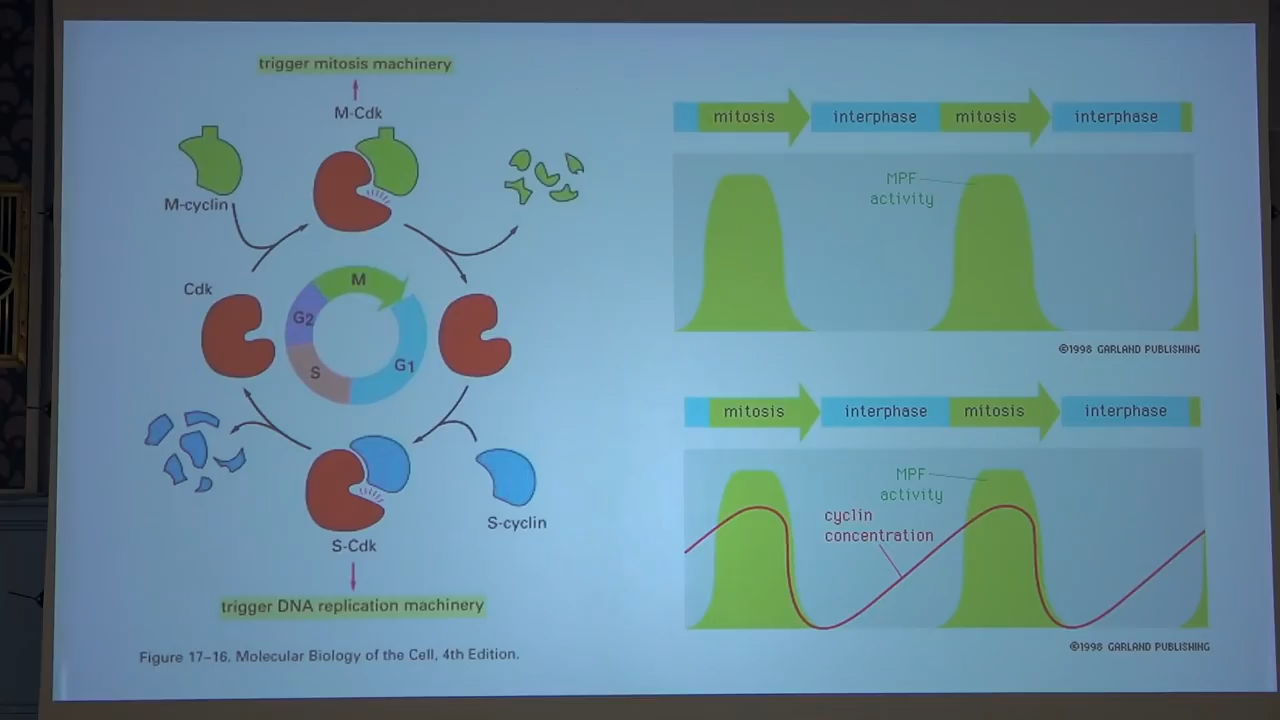 trigger mitosis machinery
M-Cdk
M-cyclin
Cdk
M
G2
G1
S
S-cyclin
S-Cdk
trigger DNA replication machinery
Figure 17–16. Molecular Biology of the Cell, 4th Edition.
mitosis
interphase
mitosis
interphase
MPF
activity
©1998 GARLAND PUBLISHING
mitosis
interphase
mitosis
interphase
MPF
activity
cyclin
concentration
©1998 GARLAND PUBLISHING